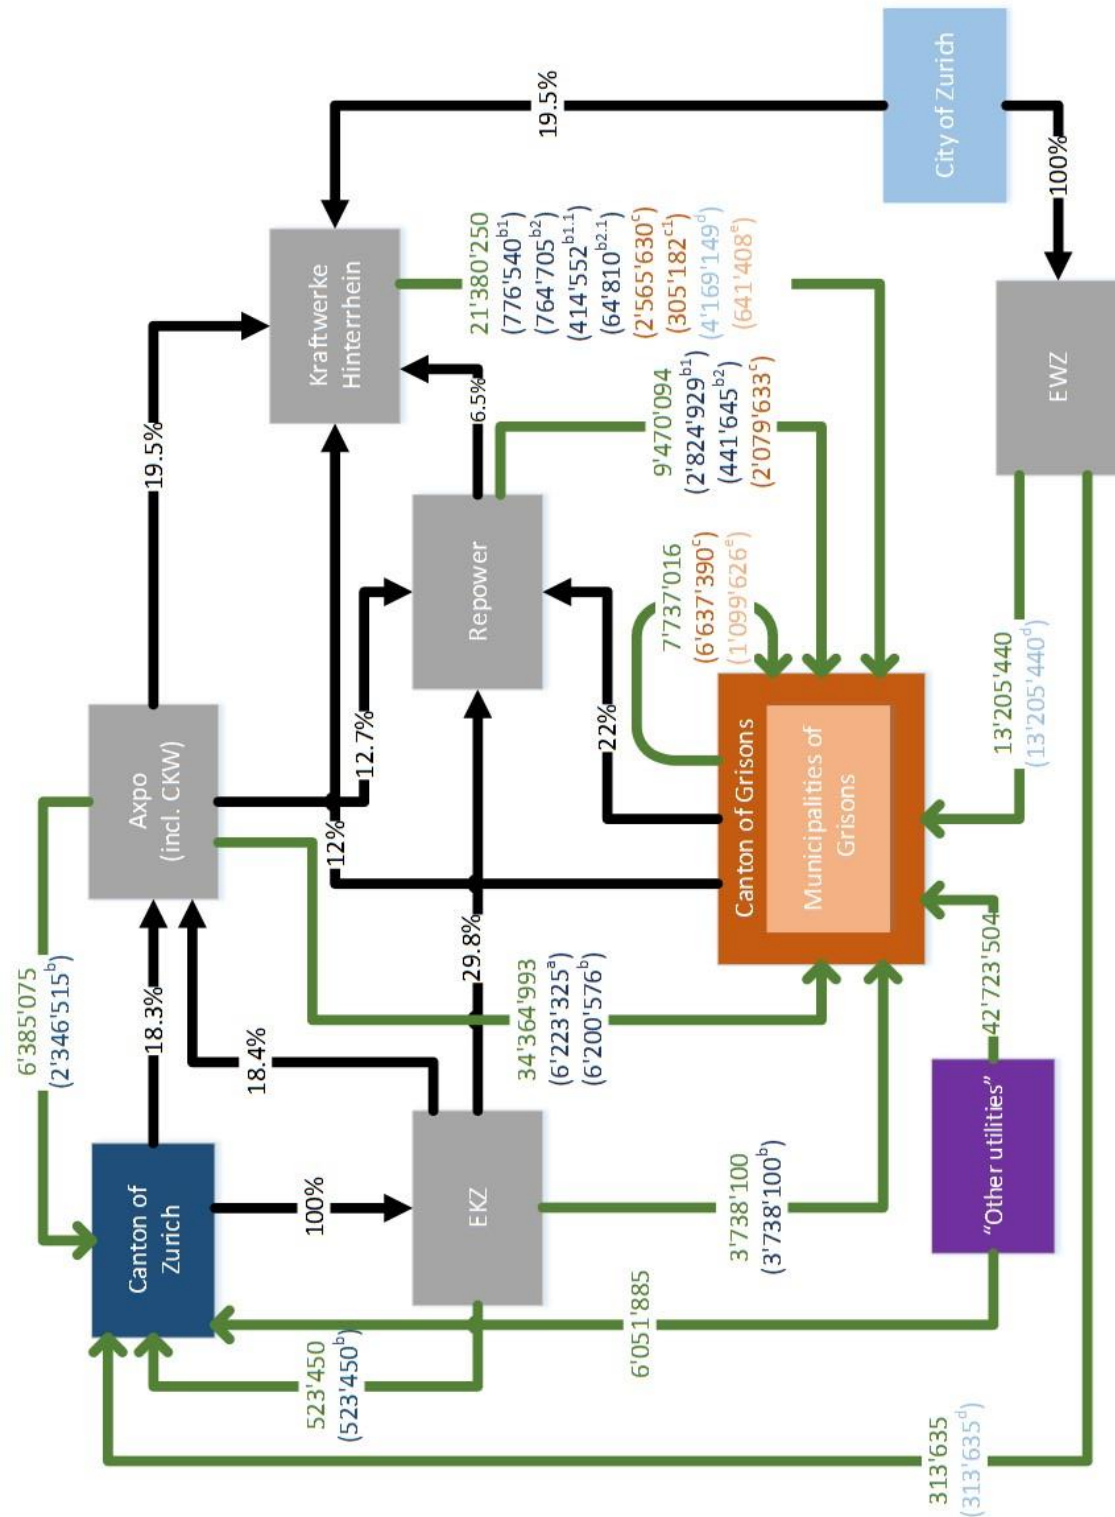 6'385'075
(2'346'515ᵇ)
Canton of
Zurich
18.3%
Axpo
(incl. CKW)
19.5%
18.4%
100%
523'450
(523'450ᵇ)
EKZ
12%
12.7%
Kraftwerke
Hinterrhein
19.5%
29.8%
Repower
6.5%
34'364'993
(6'223'325ᵃ)
(6'200'576ᵇ)
22%
21'380'250
(776'540ᵇ¹)
(764'705ᵇ²)
(414'552ᵇ¹·¹)
(64'810ᵇ²·¹)
(2'565'630ᶜ)
(305'182ᶜ¹)
(4'169'149ᵈ)
(641'408ᵉ)
9'470'094
(2'824'929ᵇ¹)
(441'645ᵇ²)
(2'079'633ᶜ)
7'737'016
(6'637'390ᶜ)
(1'099'626ᵉ)
6'051'885
3'738'100
(3'738'100ᵇ)
Canton of Grisons
Municipalities of
Grisons
City of Zurich
100%
"Other utilities"
42'723'504
13'205'440
(13'205'440ᵈ)
EWZ
313'635
(313'635ᵈ)